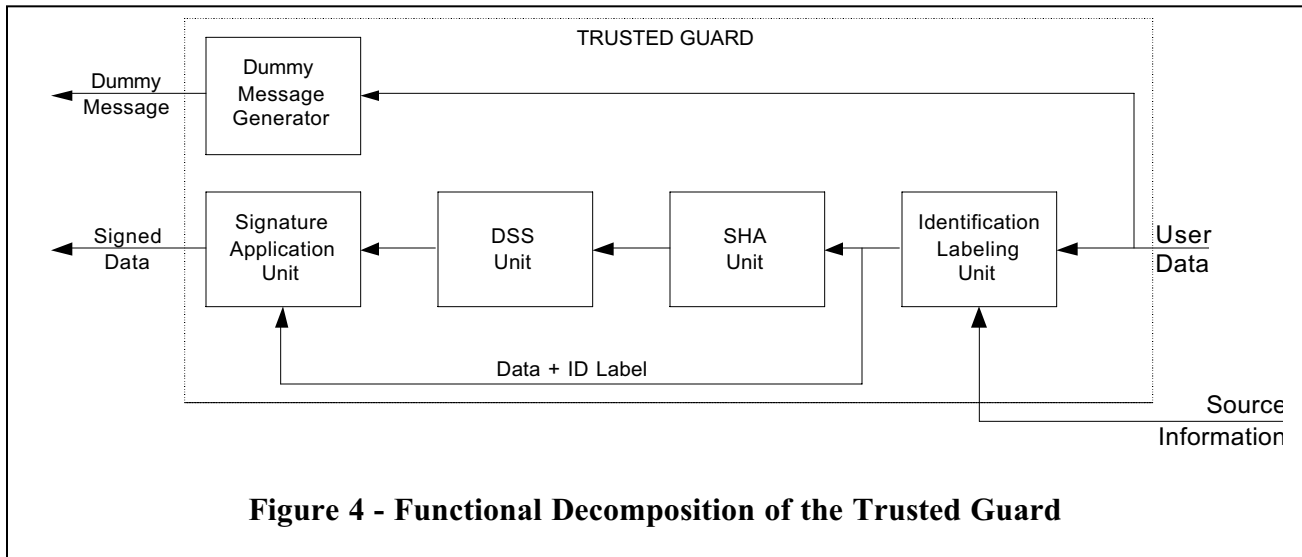 TRUSTED GUARD
Dummy
Message
Dummy
Message
Generator
Signed
Data
Signature
Application
Unit
DSS
Unit
SHA
Unit
Identification
Labeling
Unit
User
Data
Data + ID Label
Source
Information
Figure 4 - Functional Decomposition of the Trusted Guard